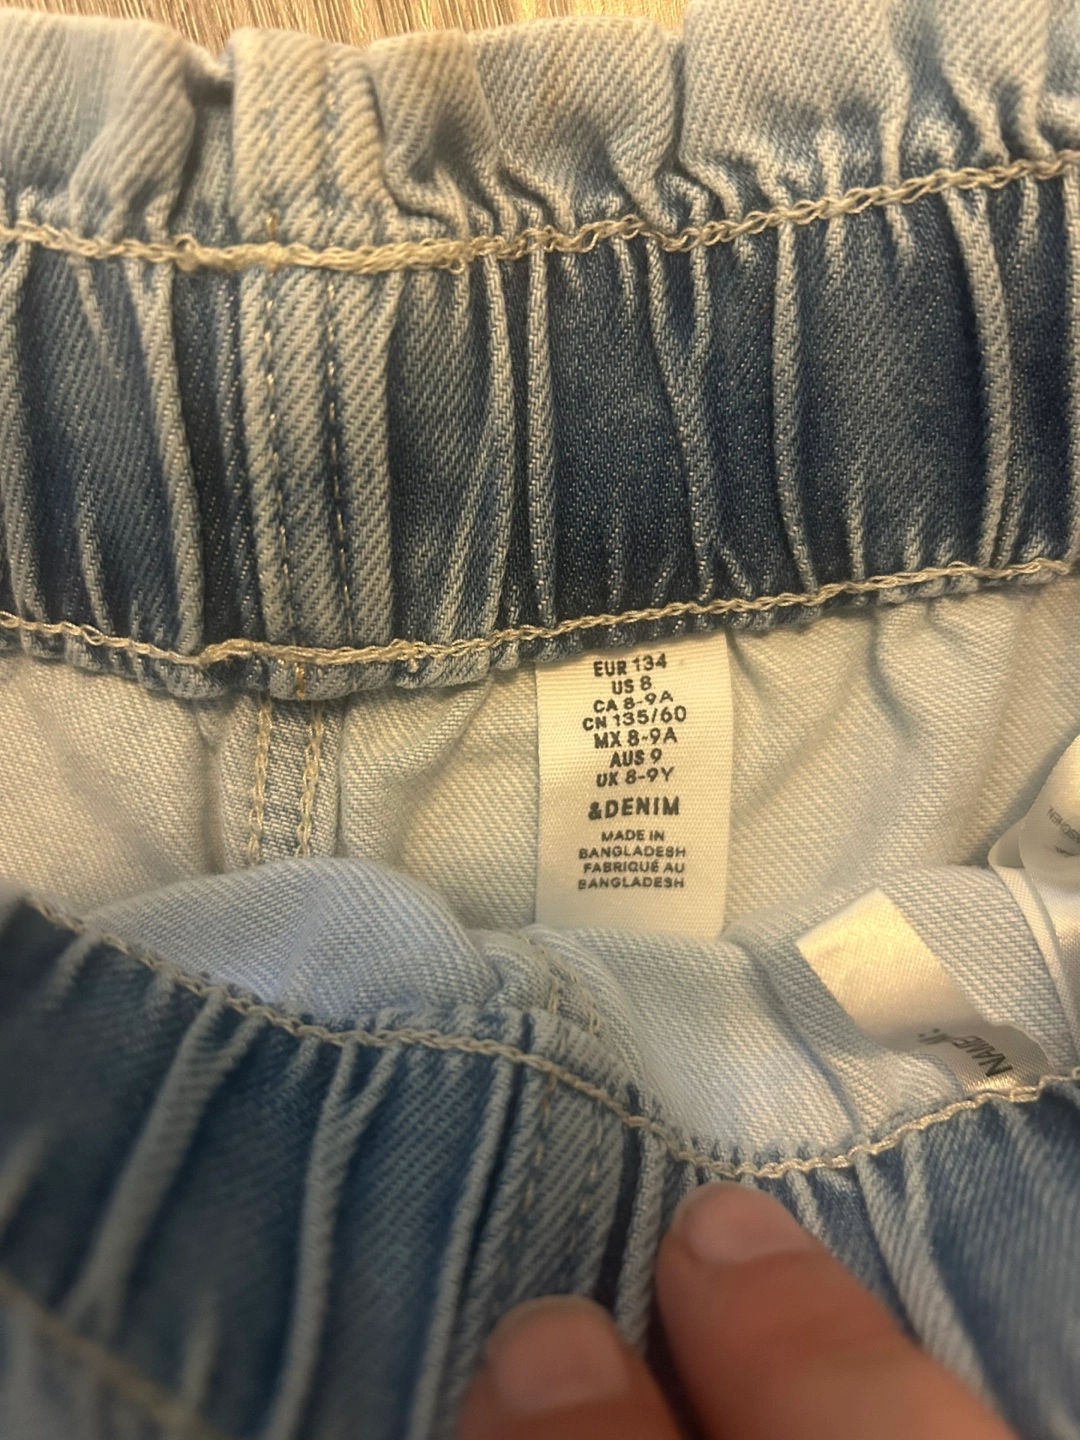 EUR 134
US 8
CA 8-9A
CN 135/60
MX 8-9A
AUS 9
UK 8-9Y
&DENIM
MADE IN
BANGLADESH
FABRIQUÉ AU
BANGLADESH